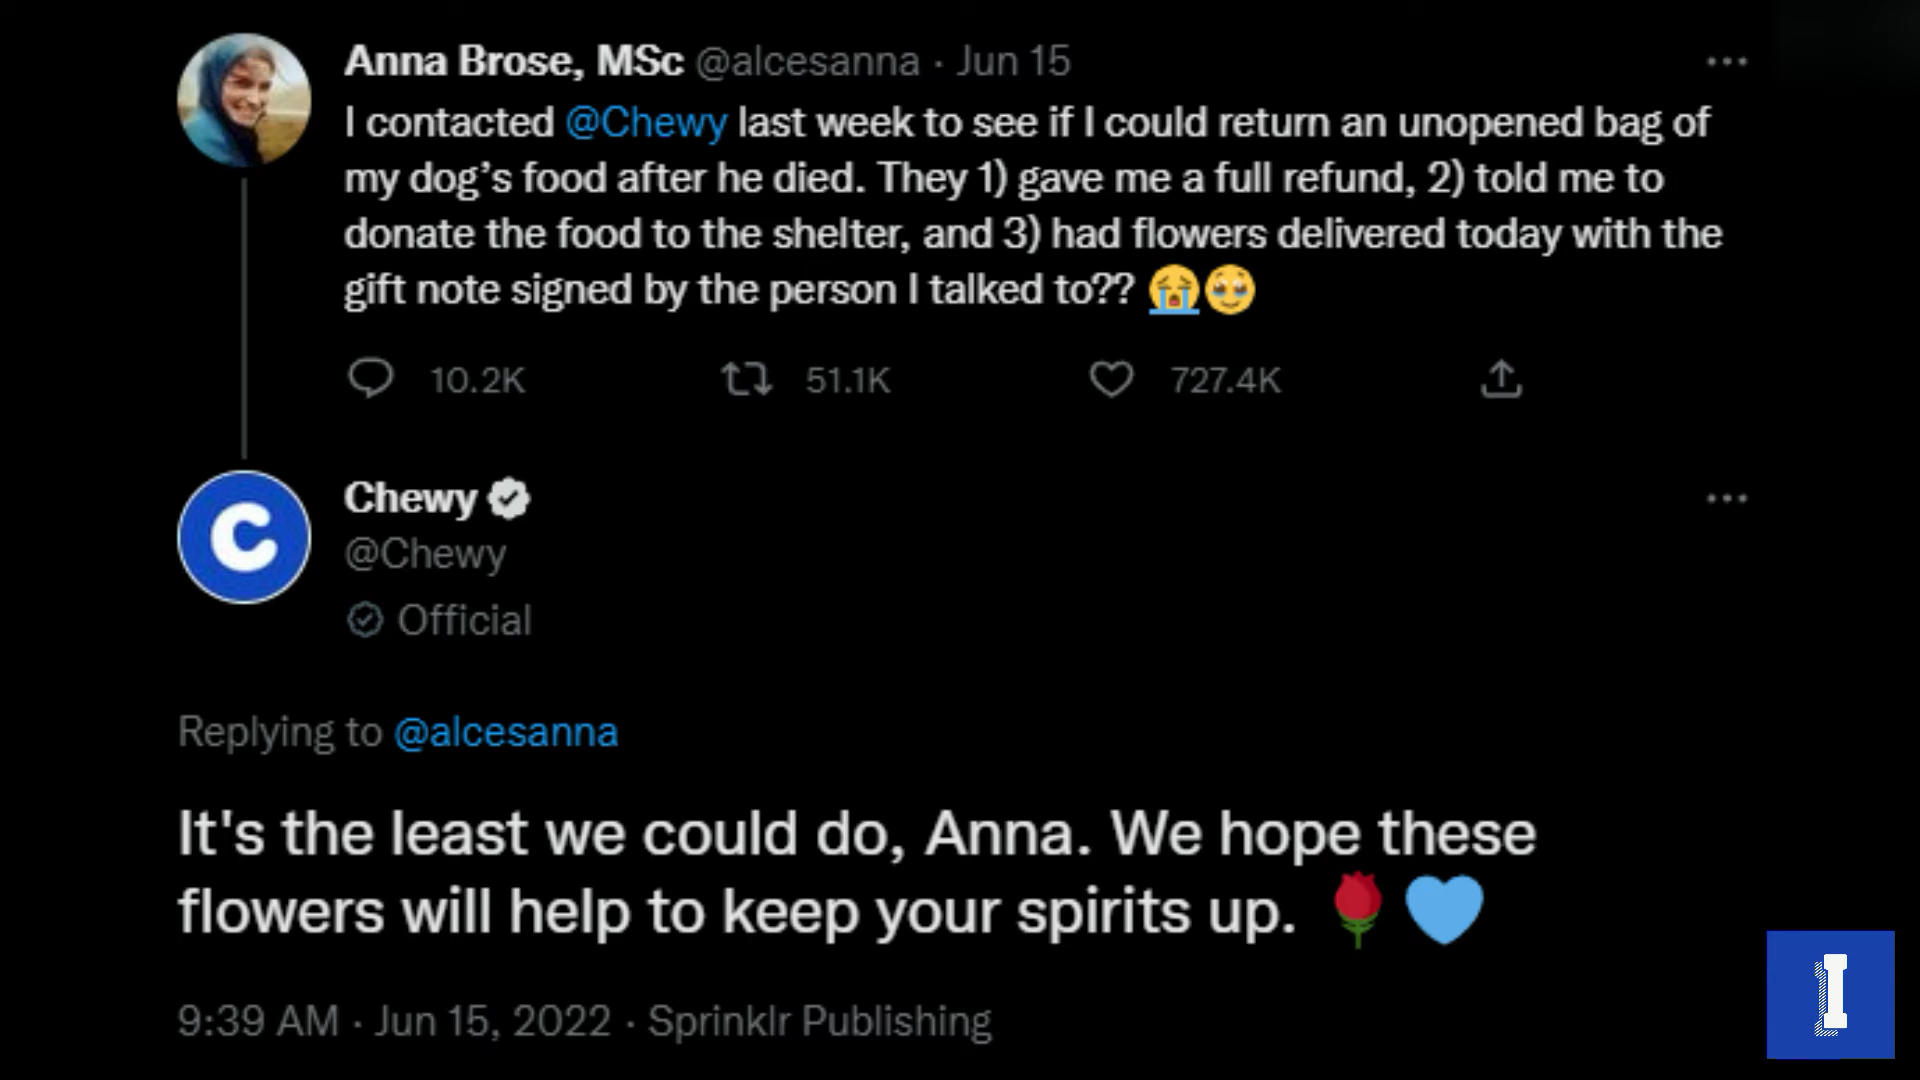 Anna Brose, MSc @alcesanna · Jun 15
I contacted @Chewy last week to see if I could return an unopened bag of
my dog’s food after he died. They 1) gave me a full refund, 2) told me to
donate the food to the shelter, and 3) had flowers delivered today with the
gift note signed by the person I talked to?? 😭🥹
10.2K 51.1K 727.4K
C
Chewy
@Chewy
Official
Replying to @alcesanna
It's the least we could do, Anna. We hope these
flowers will help to keep your spirits up. 🌹💙
9:39 AM · Jun 15, 2022 · Sprinklr Publishing
I